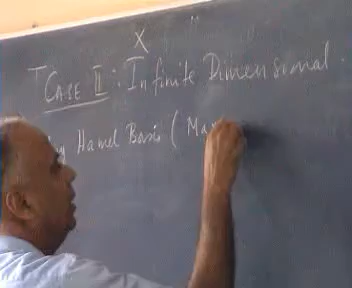 X "
CASE II : Infinite Dimensional.
Hamel Basis ( Ma